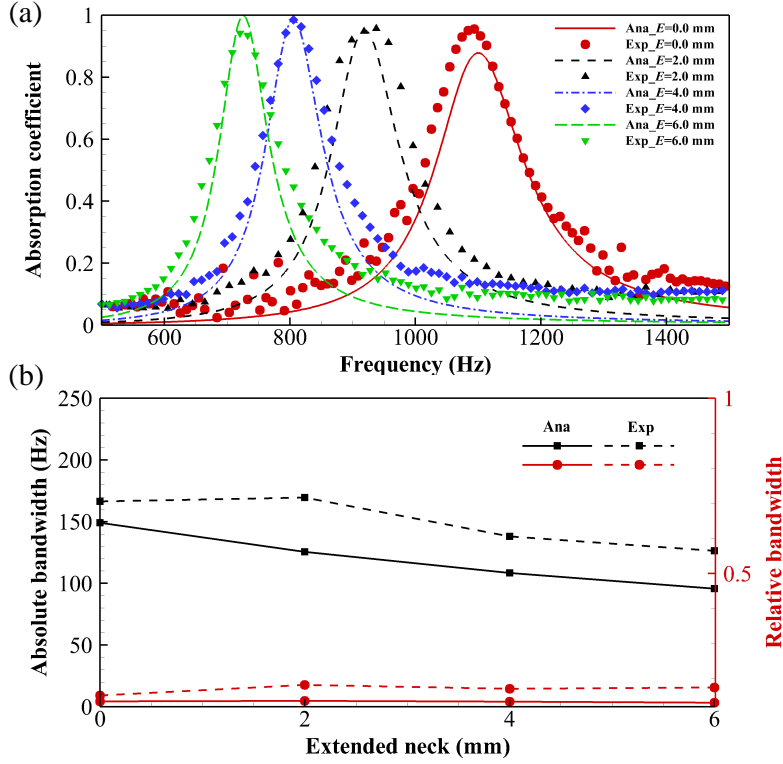 (a)
Absorption coefficient
1
0.8
0.6
0.4
0.2
0
600
800
1000
1200
1400
Frequency (Hz)
Ana_E=0.0 mm
Exp_E=0.0 mm
Ana_E=2.0 mm
Exp_E=2.0 mm
Ana_E=4.0 mm
Exp_E=4.0 mm
Ana_E=6.0 mm
Exp_E=6.0 mm
(b)
Absolute bandwidth (Hz)
250
200
150
100
50
0
Ana Exp
1
0.5
Relative bandwidth
0
2
4
6
Extended neck (mm)